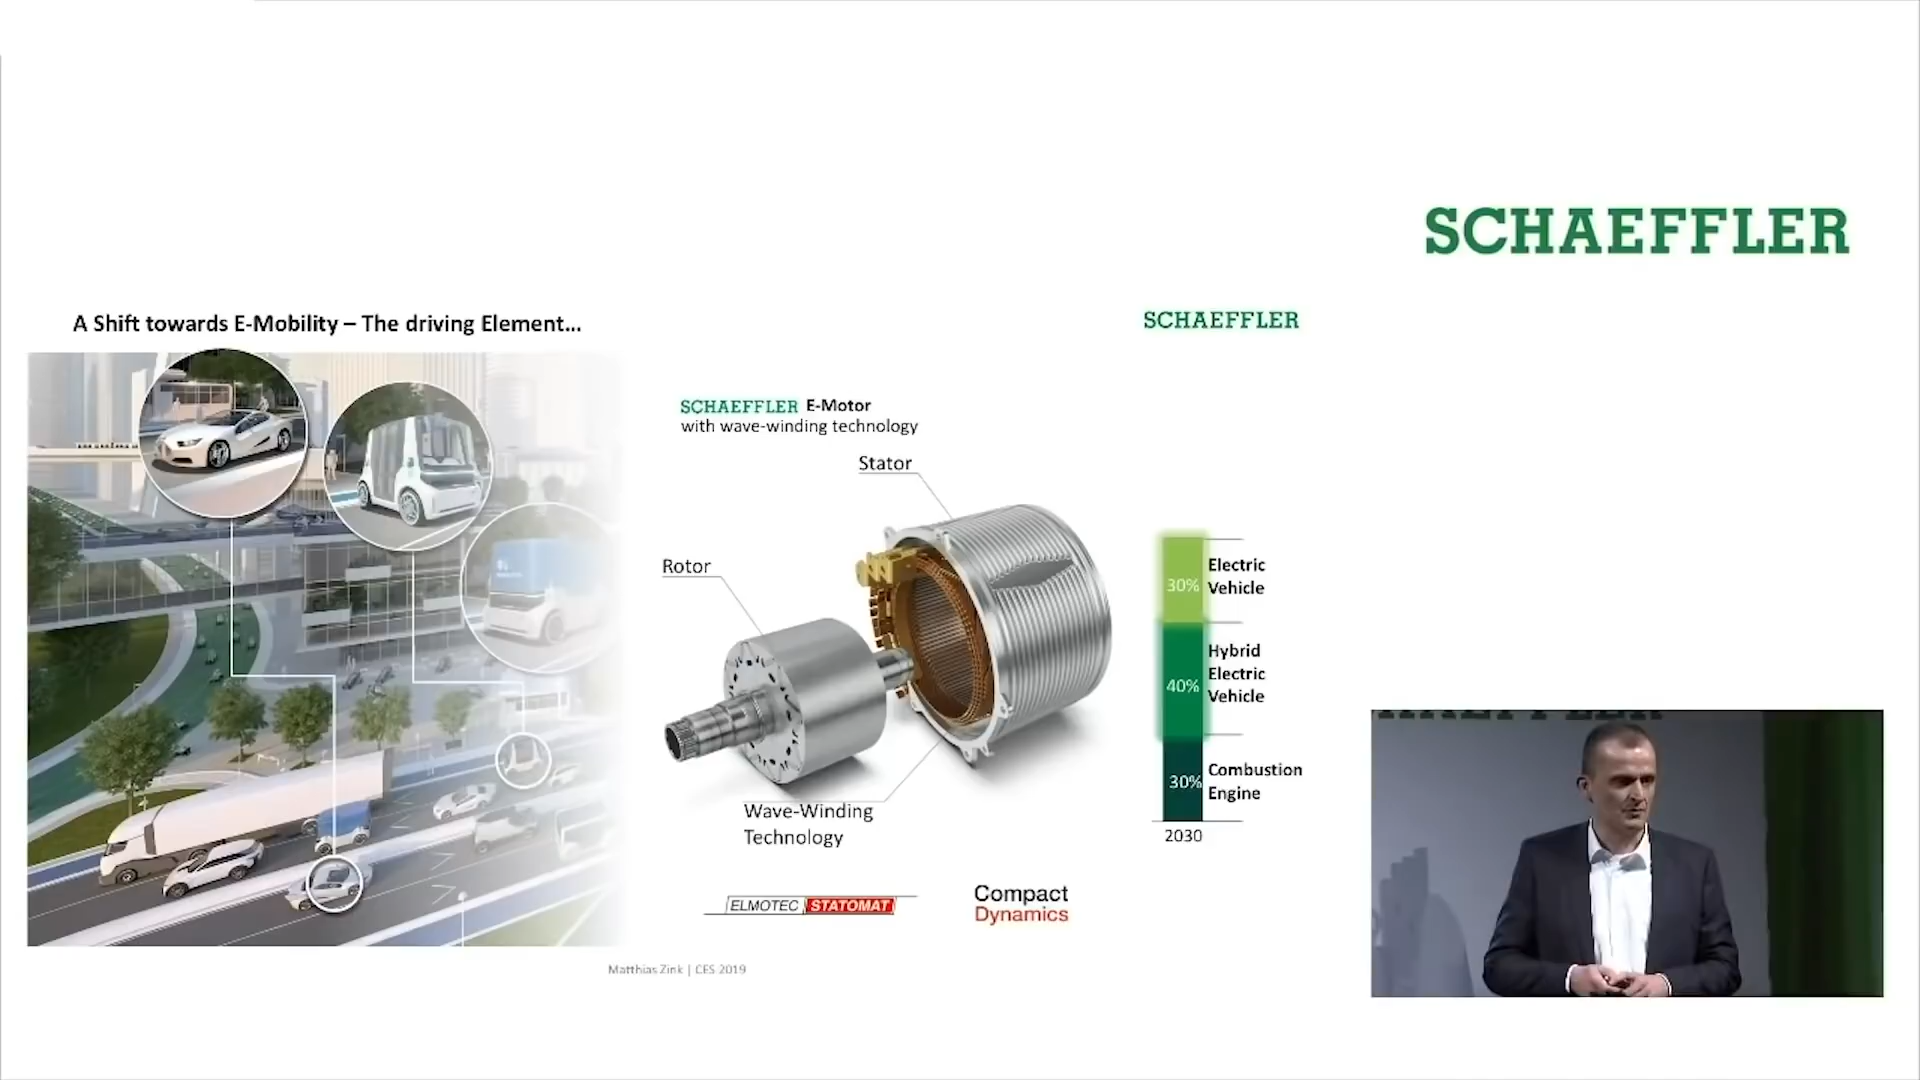 SCHAEFFLER
A Shift towards E-Mobility – The driving Element...
SCHAEFFLER
SCHAEFFLER E-Motor
with wave-winding technology
Stator
Rotor
Wave-Winding
Technology
30%
Electric
Vehicle
40%
Hybrid
Electric
Vehicle
30%
Combustion
Engine
2030
ELMOTEC STATOMAT
Compact
Dynamics
Matthias Zink | CES 2019